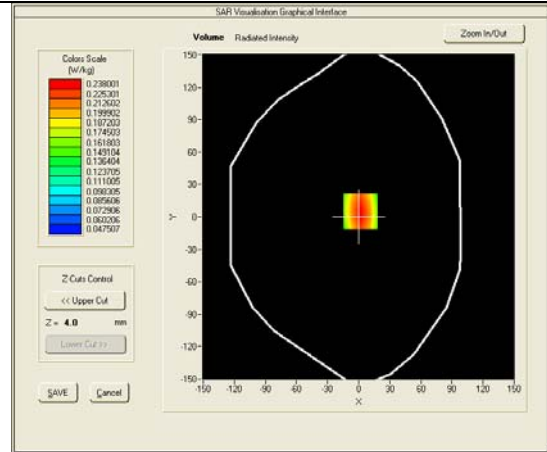 SAR Visualisation Graphical Interface
Volume Radiated Intensity
Zoom In/Out
Colors Scale
(W/kg)
0.238001
0.225301
0.212602
0.199902
0.187203
0.174503
0.161803
0.149104
0.136404
0.123705
0.111005
0.098305
0.085606
0.072906
0.060206
0.047507
Z-Cuts Control
<< Upper Cut
Z = 4.0 mm
Lower Cut >>
SAVE Cancel
150
120
90
60
30
0
-30
-60
-90
-120
-150
Y
-150 -120 -90 -60 -30 0 30 60 90 120 150
X